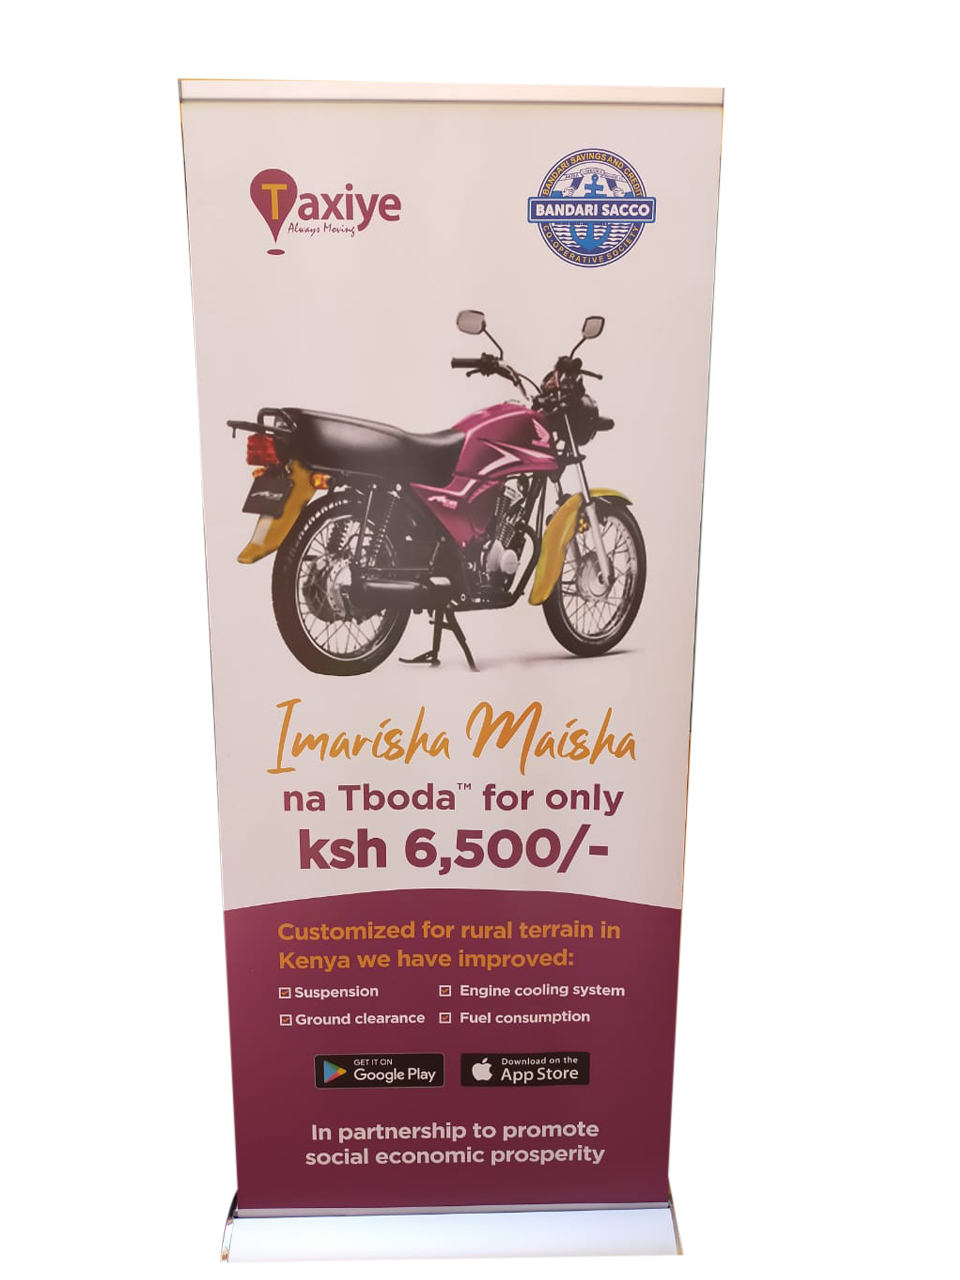 Taxiye
Always Moving
BANDARI SAVINGS AND CREDIT
BANDARI SACCO
CO-OPERATIVE SOCIETY
Imarisha Maisha
na Tboda™ for only
ksh 6,500/-
Customized for rural terrain in
Kenya we have improved:
Suspension
Engine cooling system
Ground clearance
Fuel consumption
GET IT ON
Google Play
Download on the
App Store
In partnership to promote
social economic prosperity